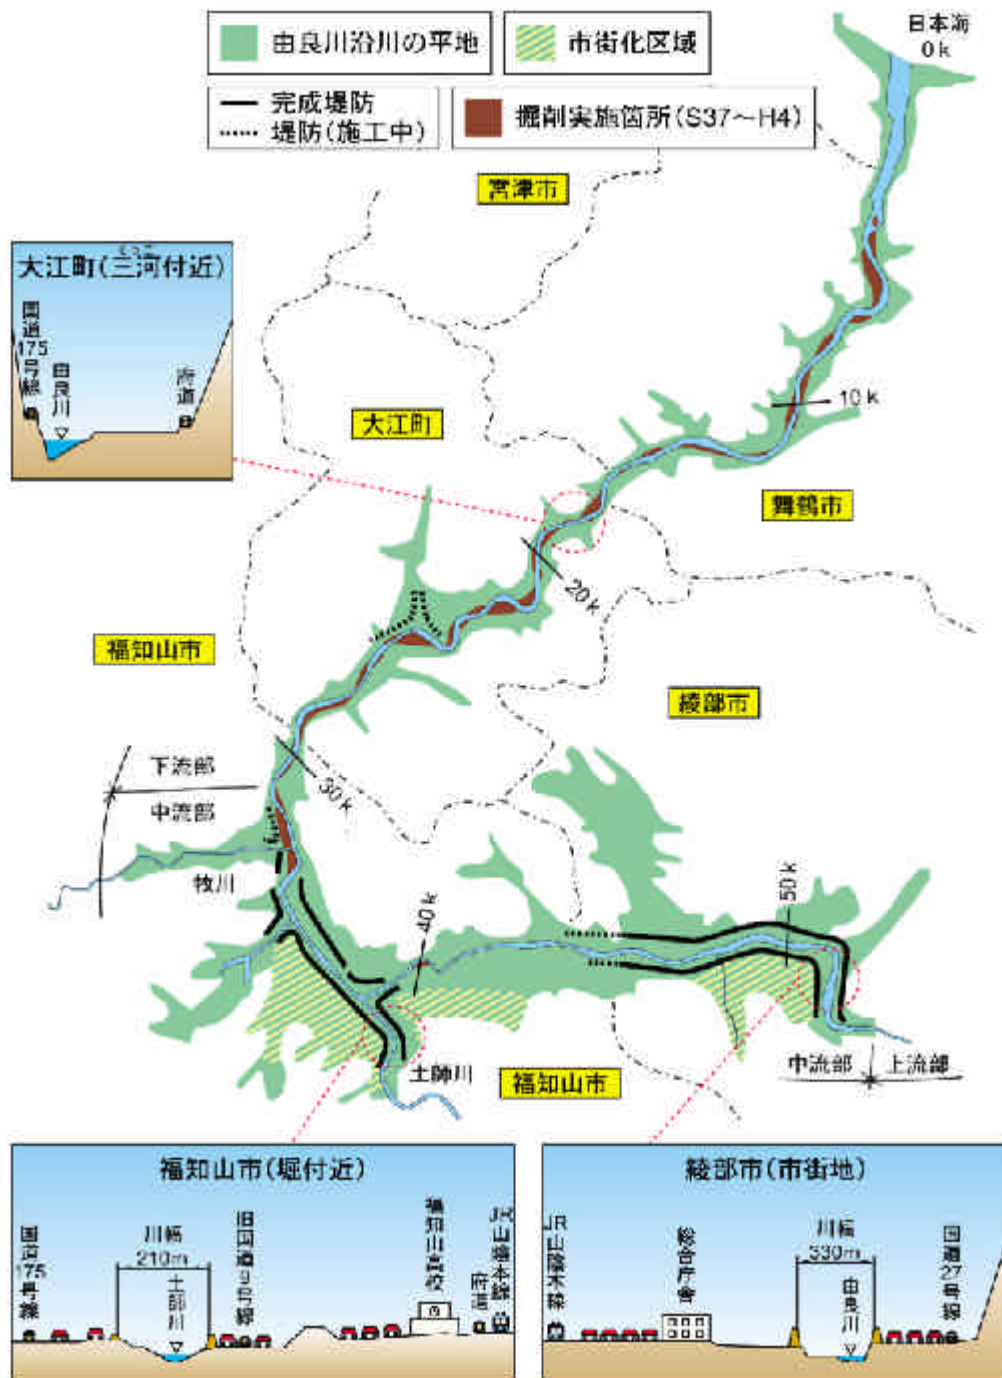 由良川沿川の平地
市街化区域
完成堤防
堤防(施工中)
掘削実施箇所(S37～H4)
日本海
0k
宮津市
大江町(三河付近)
国道175号線
由良川
府道
大江町
10k
舞鶴市
20k
福知山市
綾部市
30k
下流部
中流部
牧川
40k
50k
土師川
福知山市
中流部
上流部
福知山市(堀付近)
国道175号線
川幅
210m
土師川
旧国道9号線
福知山高校
府道
JR山陰本線
綾部市(市街地)
JR山陰本線
総合庁舎
川幅
330m
由良川
国道27号線